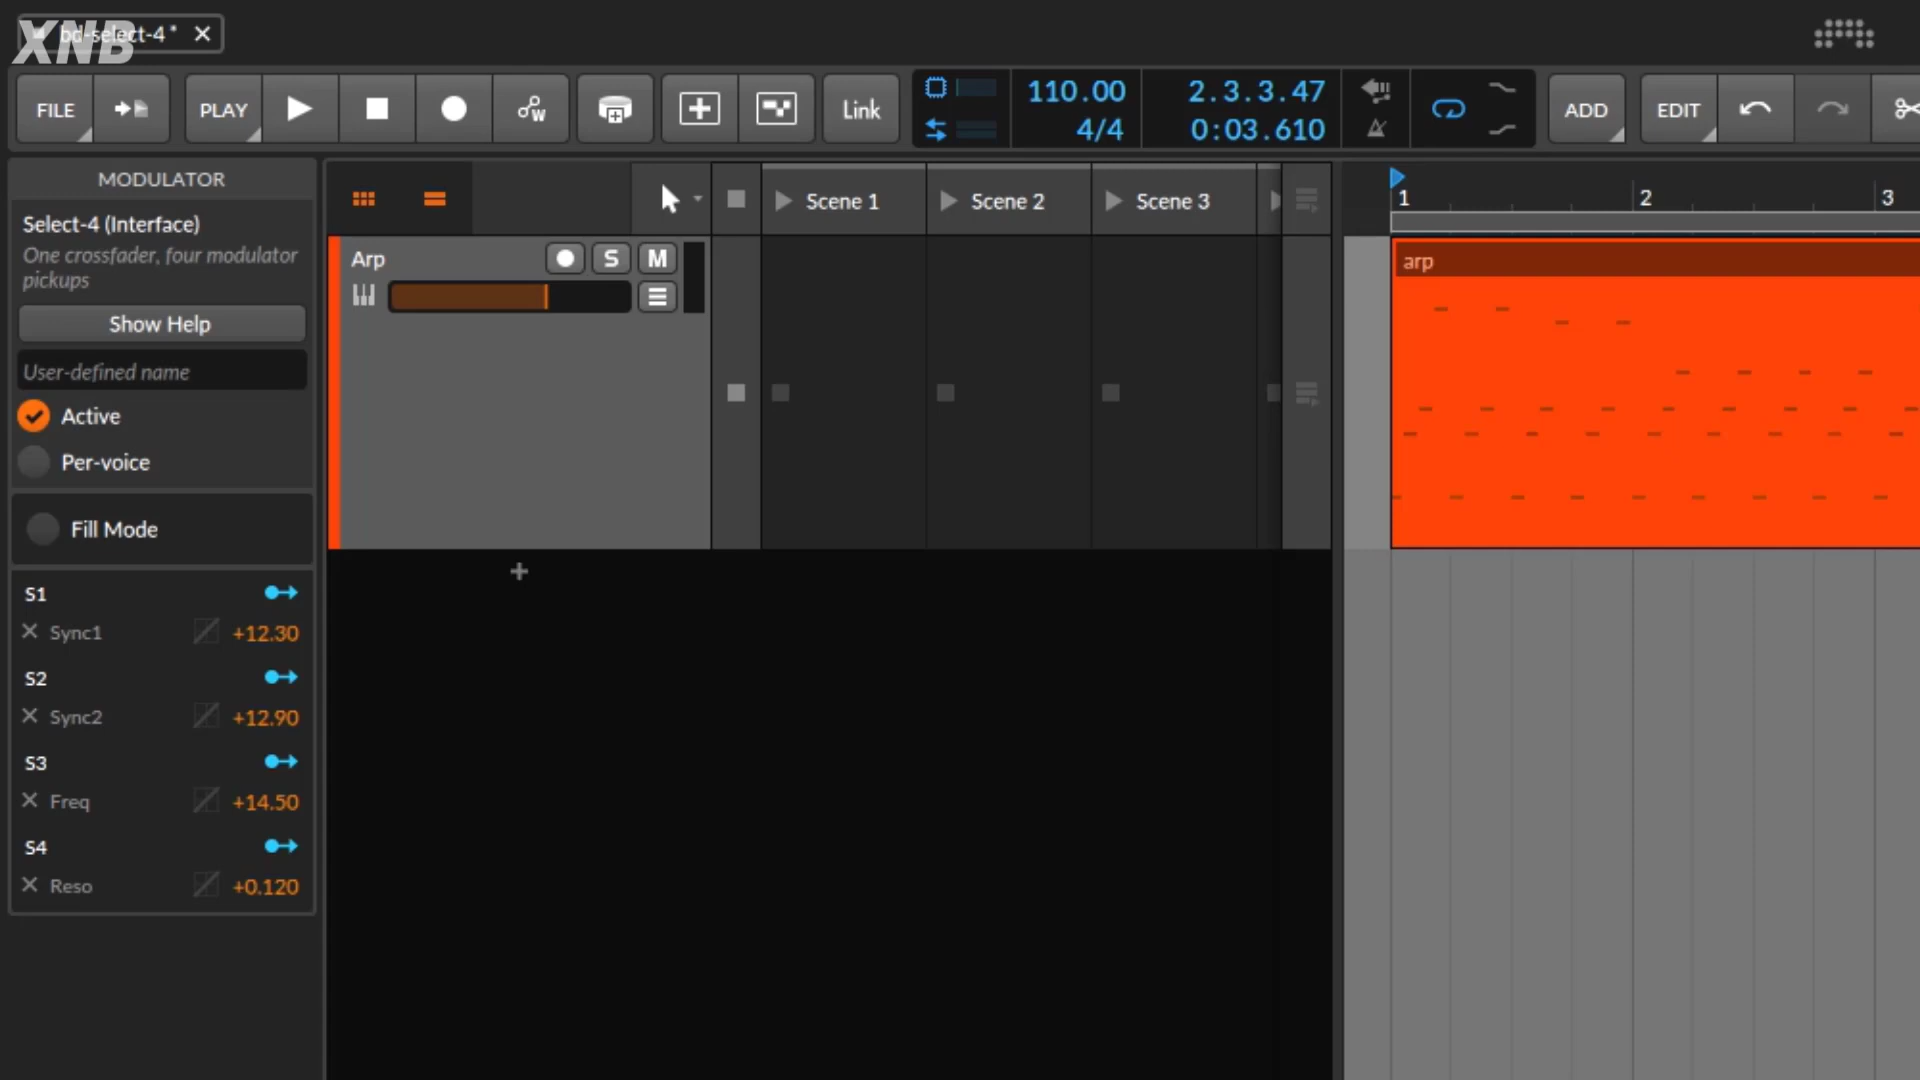 XNB
bd-select-4 *
FILE
PLAY
Link
110.00
4/4
2.3.3.47
0:03.610
ADD
EDIT
MODULATOR
Select-4 (Interface)
One crossfader, four modulator
pickups
Show Help
User-defined name
Active
Per-voice
Fill Mode
S1
Sync1 +12.30
S2
Sync2 +12.90
S3
Freq +14.50
S4
Reso +0.120
Scene 1 Scene 2 Scene 3
Arp S M
1 2 3
arp